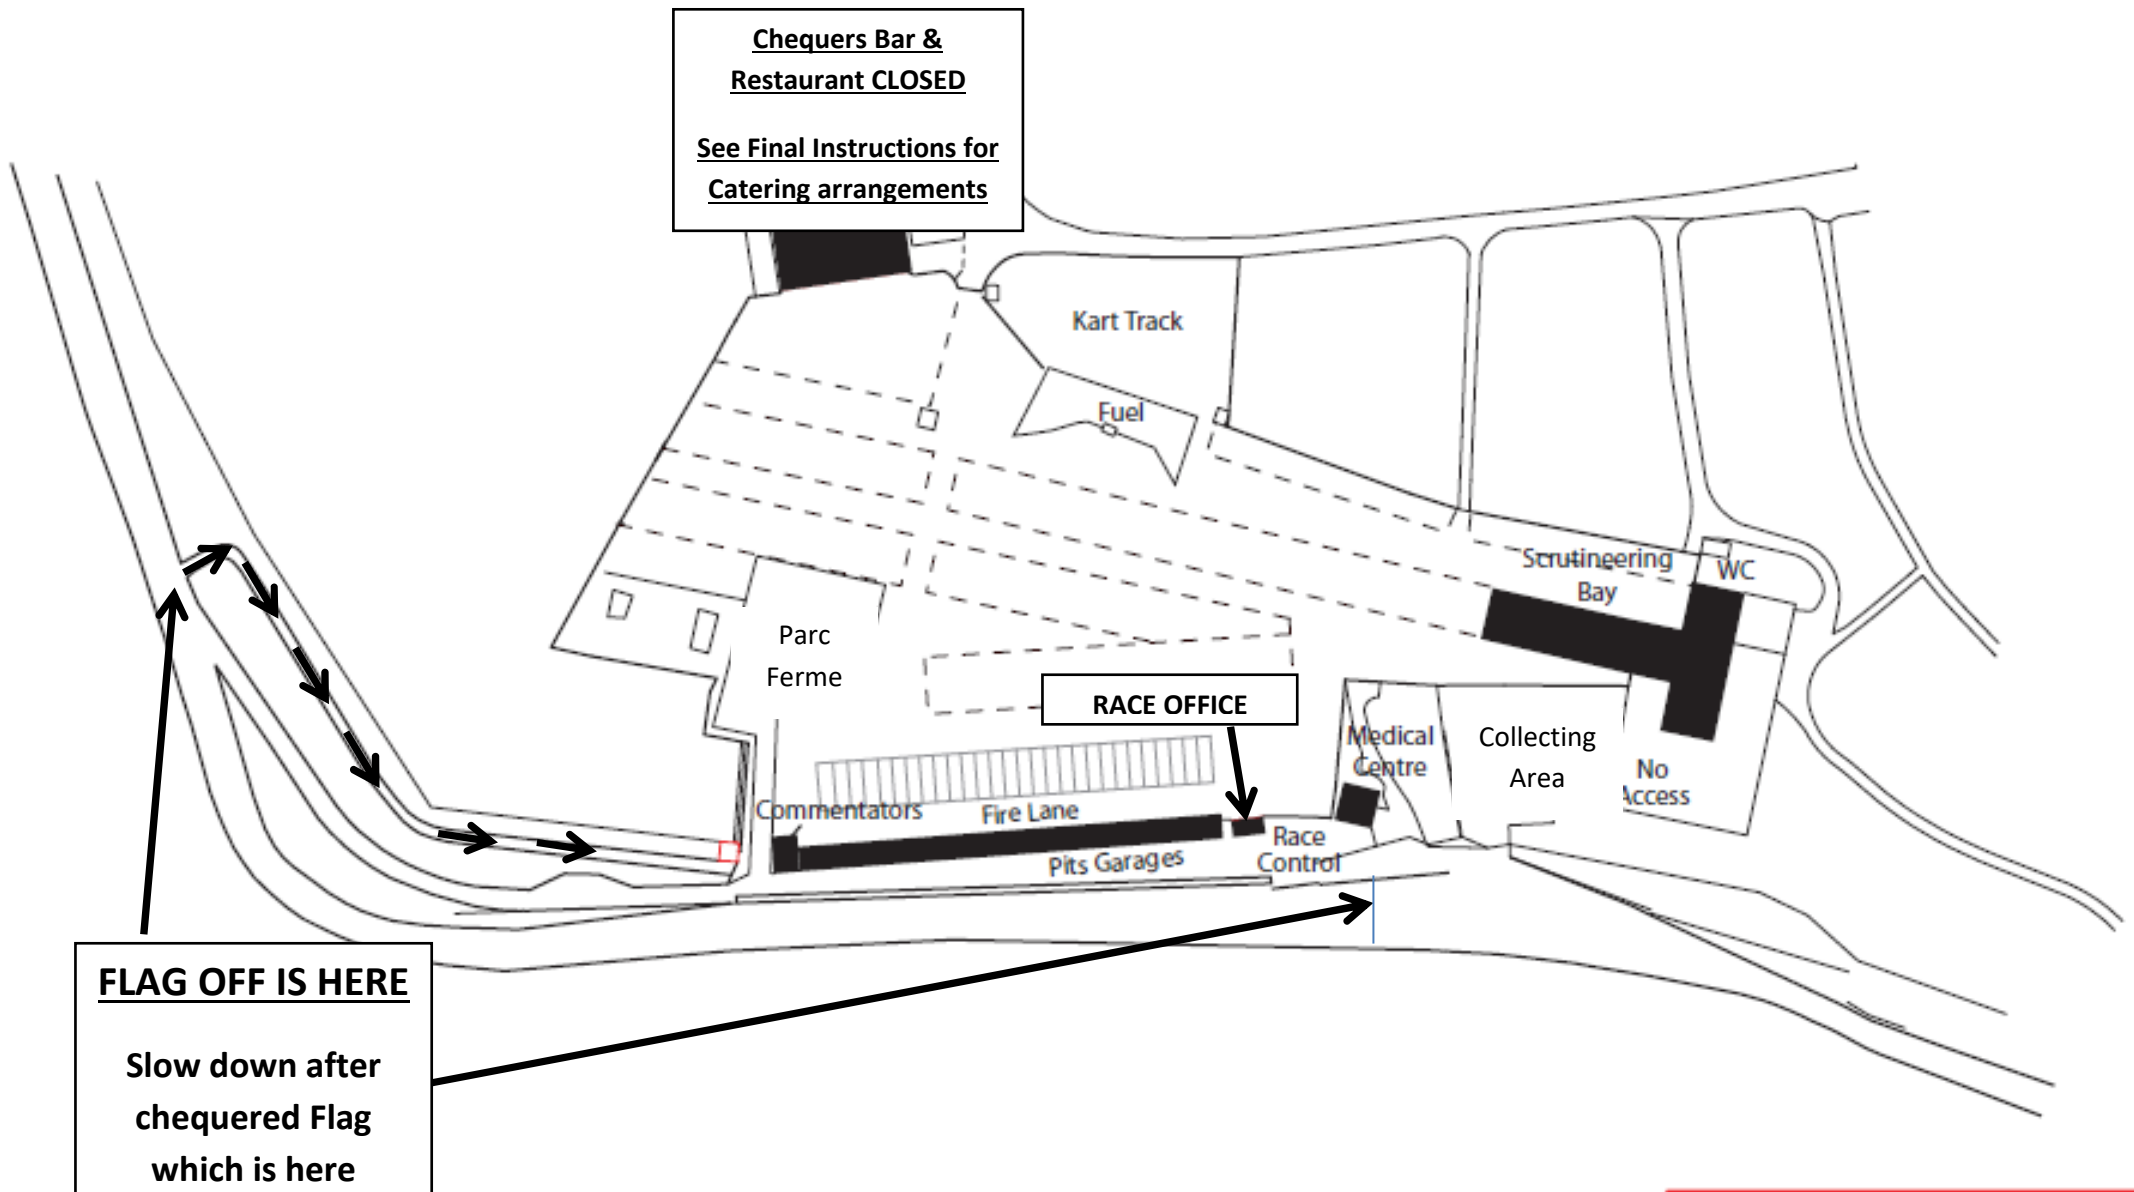 Chequers Bar &
Restaurant CLOSED
See Final Instructions for
Catering arrangements
Kart Track
Fuel
Scrutineering
Bay
WC
Parc
Ferme
RACE OFFICE
Medical
Centre
Collecting
Area
No
Access
Commentators
Fire Lane
Race
Control
Pits Garages
FLAG OFF IS HERE
Slow down after
chequered Flag
which is here